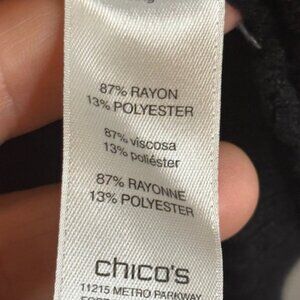 87% RAYON
13% POLYESTER
87% viscosa
13% poliéster
87% RAYONNE
13% POLYESTER
chico's
11215 METRO PARKWAY